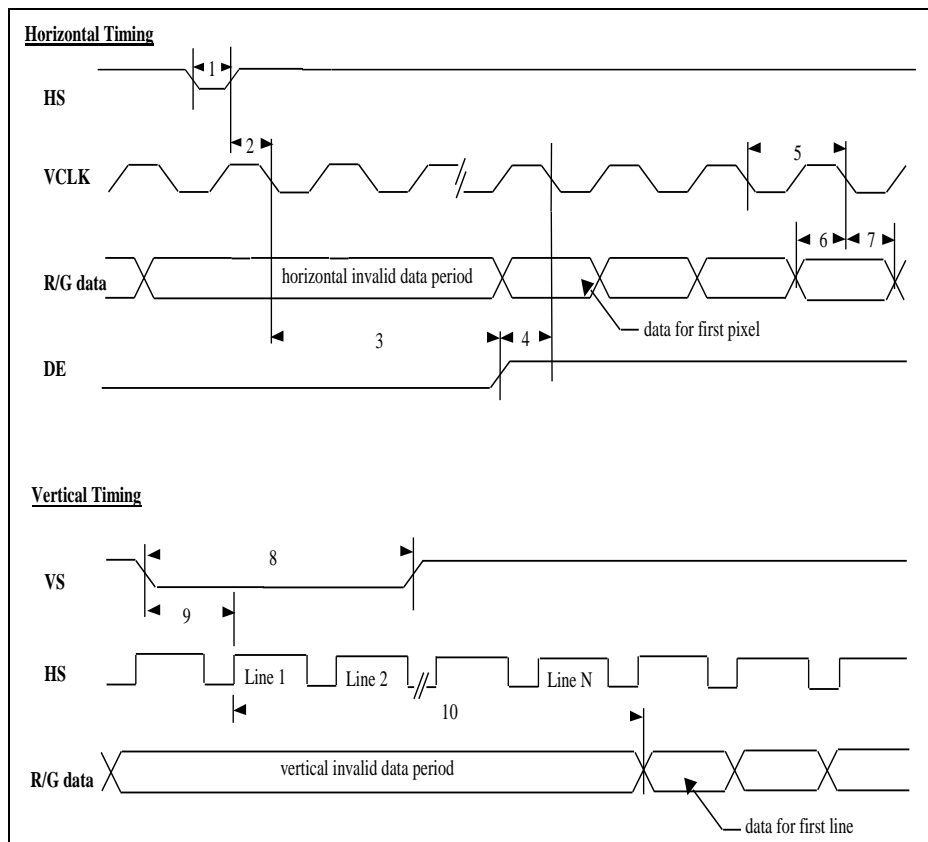 Horizontal Timing
1
HS
2
VCLK
5
6 7
R/G data horizontal invalid data period
data for first pixel
3 4
DE
Vertical Timing
8
VS
9
HS Line 1 Line 2 Line N
10
R/G data vertical invalid data period
data for first line